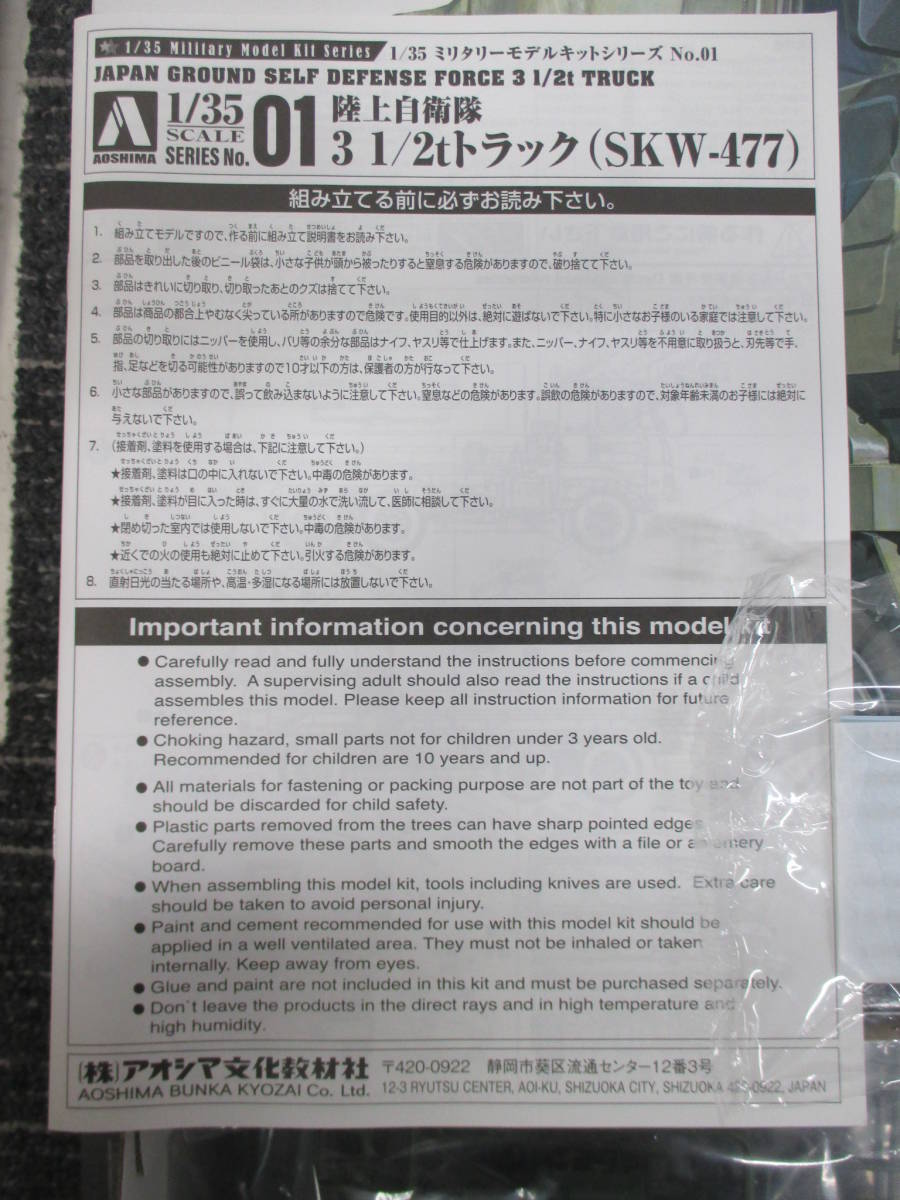 1/35 Military Model Kit Series
1/35 ミリタリーモデルキットシリーズ No.01
JAPAN GROUND SELF DEFENSE FORCE 3 1/2t TRUCK
AOSHIMA
1/35
SCALE
SERIES No.
01
陸上自衛隊
3 1/2tトラック(SKW-477)
組み立てる前に必ずお読み下さい。
1. 組み立てモデルですので、作る前に組み立て説明書をお読み下さい。
2. 部品を取り出した後のビニール袋は、小さな子供が頭から被ったりすると窒息する危険がありますので、破り捨てて下さい。
3. 部品はきれいに切り取り、切り取ったあとのクズは捨てて下さい。
4. 部品は商品の都合上やむなく尖っている所がありますので危険です。使用目的以外は、絶対に遊ばないで下さい。特に小さなお子様のいる家庭では注意して下さい。
5. 部品の切り取りにはニッパーを使用し、バリ等の余分な部品はナイフ、ヤスリ等で仕上げます。また、ニッパー、ナイフ、ヤスリ等を不用意に取り扱うと、刃先等で手、
指、足などを切る可能性がありますので10才以下の方は、保護者の方が行なって下さい。
6. 小さな部品がありますので、誤って飲み込まないように注意して下さい。窒息などの危険があります。誤飲の危険がありますので、対象年齢未満のお子様には絶対に
与えないで下さい。
7. (接着剤、塗料を使用する場合は、下記に注意して下さい。)
★接着剤、塗料は口の中に入れないで下さい。中毒の危険があります。
★接着剤、塗料が目に入った時は、すぐに大量の水で洗い流して、医師に相談して下さい。
★閉め切った室内では使用しないで下さい。中毒の危険があります。
★近くでの火の使用も絶対に止めて下さい。引火する危険があります。
8. 直射日光の当たる場所や、高温・多湿になる場所には放置しないで下さい。
Important information concerning this model kit
● Carefully read and fully understand the instructions before commencing
assembly. A supervising adult should also read the instructions if a child
assembles this model. Please keep all instruction information for future
reference.
● Choking hazard, small parts not for children under 3 years old.
Recommended for children are 10 years and up.
● All materials for fastening or packing purpose are not part of the toy and
should be discarded for child safety.
● Plastic parts removed from the trees can have sharp pointed edges
Carefully remove these parts and smooth the edges with a file or an emery
board.
● When assembling this model kit, tools including knives are used. Extra care
should be taken to avoid personal injury.
● Paint and cement recommended for use with this model kit should be
applied in a well ventilated area. They must not be inhaled or taken
internally. Keep away from eyes.
● Glue and paint are not included in this kit and must be purchased separately.
● Don't leave the products in the direct rays and in high temperature and
high humidity.
(株)アオシマ文化教材社 〒420-0922 静岡市葵区流通センター12番3号
AOSHIMA BUNKA KYOZAI Co. Ltd. 12-3 RYUTSU CENTER, AOI-KU, SHIZUOKA CITY, SHIZUOKA 420-0922, JAPAN